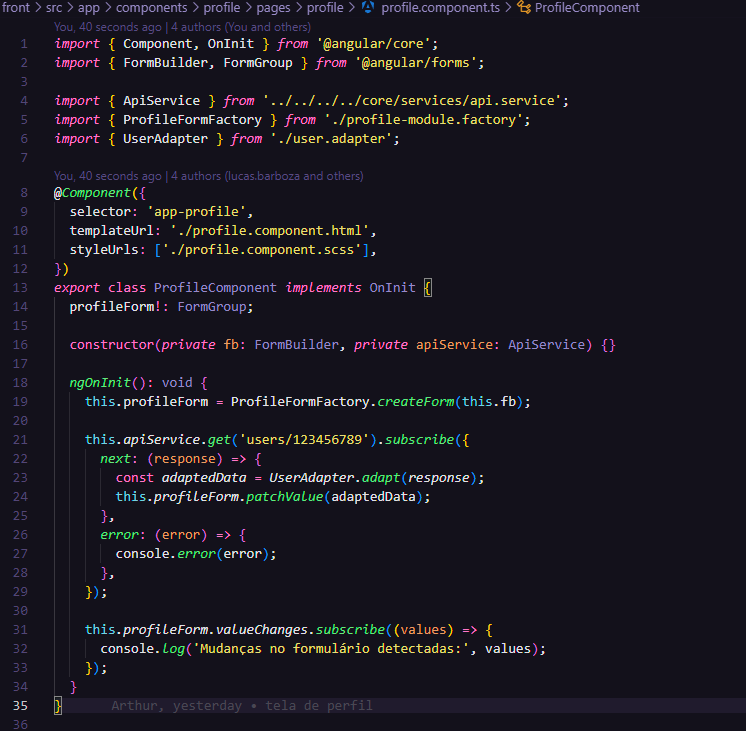 front > src > app > components > profile > pages > profile > profile.component.ts > ProfileComponent
You, 40 seconds ago | 4 authors (You and others)
1 import { Component, OnInit } from '@angular/core';
2 import { FormBuilder, FormGroup } from '@angular/forms';
3
4 import { ApiService } from '../../../../core/services/api.service';
5 import { ProfileFormFactory } from './profile-module.factory';
6 import { UserAdapter } from './user.adapter';
7
You, 40 seconds ago | 4 authors (lucas.barboza and others)
8 @Component({
9   selector: 'app-profile',
10   templateUrl: './profile.component.html',
11   styleUrls: ['./profile.component.scss'],
12 })
13 export class ProfileComponent implements OnInit {
14   profileForm!: FormGroup;
15
16   constructor(private fb: FormBuilder, private apiService: ApiService) {}
17
18   ngOnInit(): void {
19     this.profileForm = ProfileFormFactory.createForm(this.fb);
20
21     this.apiService.get('users/123456789').subscribe({
22       next: (response) => {
23         const adaptedData = UserAdapter.adapt(response);
24         this.profileForm.patchValue(adaptedData);
25       },
26       error: (error) => {
27         console.error(error);
28       },
29     });
30
31     this.profileForm.valueChanges.subscribe((values) => {
32       console.log('Mudanças no formulário detectadas:', values);
33     });
34   }
35 } Arthur, yesterday • tela de perfil
36